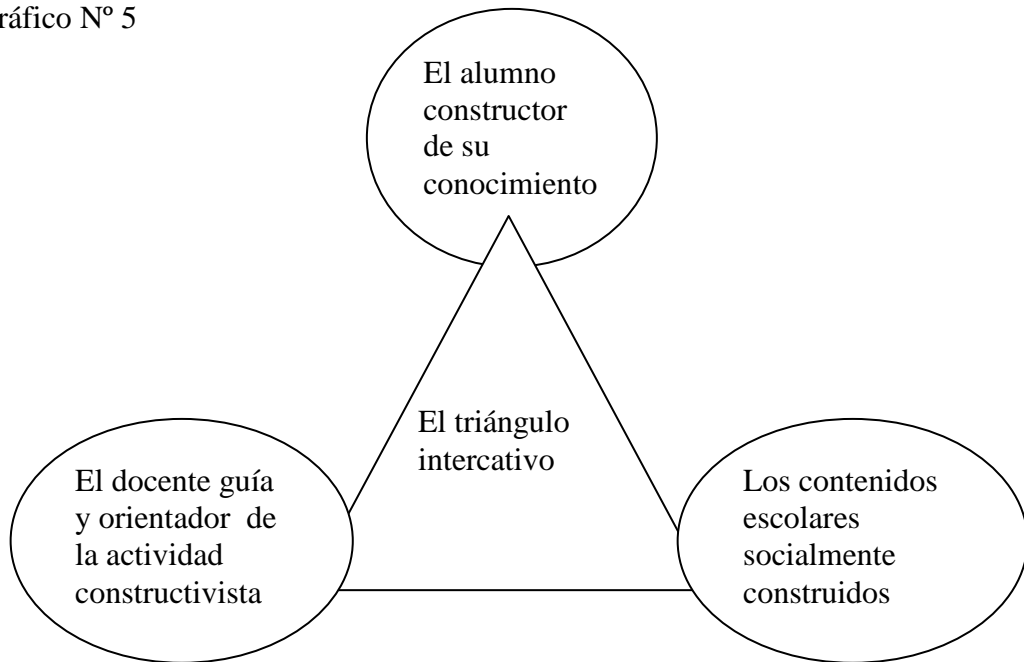 ráfico Nº 5
El alumno
constructor
de su
conocimiento
El triángulo
intercativo
El docente guía
y orientador de
la actividad
constructivista
Los contenidos
escolares
socialmente
construidos